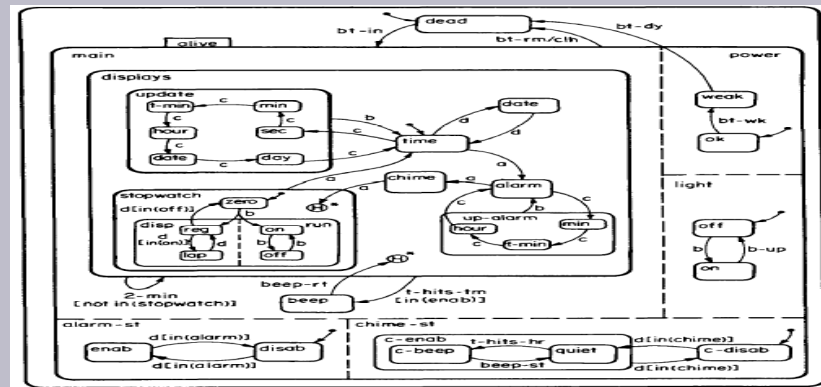 dead
bt-in
bt-dy
alive
bt-rm/clh
main
power
displays
update
t-min
c
min
b
d
date
weak
c
c
c
d
bt-wk
hour
sec
c
time
ok
c
date
c
day
c
a
a
chime
a
alarm
light
stopwatch
zero
a
H*
c
c
d[in(off)]
b
b
up-alarm
off
disp
reg
on
run
hour
min
d
[in(on)]
d
b
b
c
t-min
c
b
b-up
lap
off
H*
on
beep-rt
2-min
[not in(stopwatch)]
t-hits-tm
[in(enab)]
beep
alarm-st
chime-st
d[in(alarm)]
c-enab
t-hits-hr
d[in(chime)]
enab
disab
c-beep
quiet
c-disab
d[in(alarm)]
beep-st
d[in(chime)]